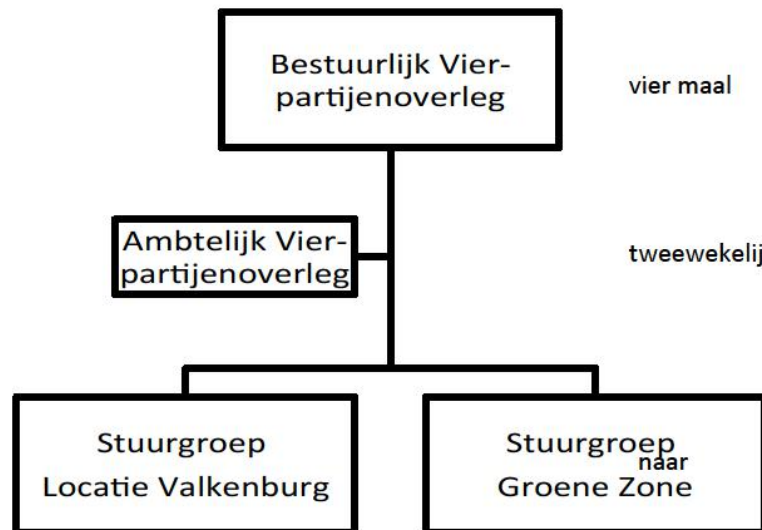 Bestuurlijk Vier-
partijenoverleg
vier maal
Ambtelijk Vier-
partijenoverleg
tweewekelij
Stuurgroep
Locatie Valkenburg
Stuurgroep
naar
Groene Zone